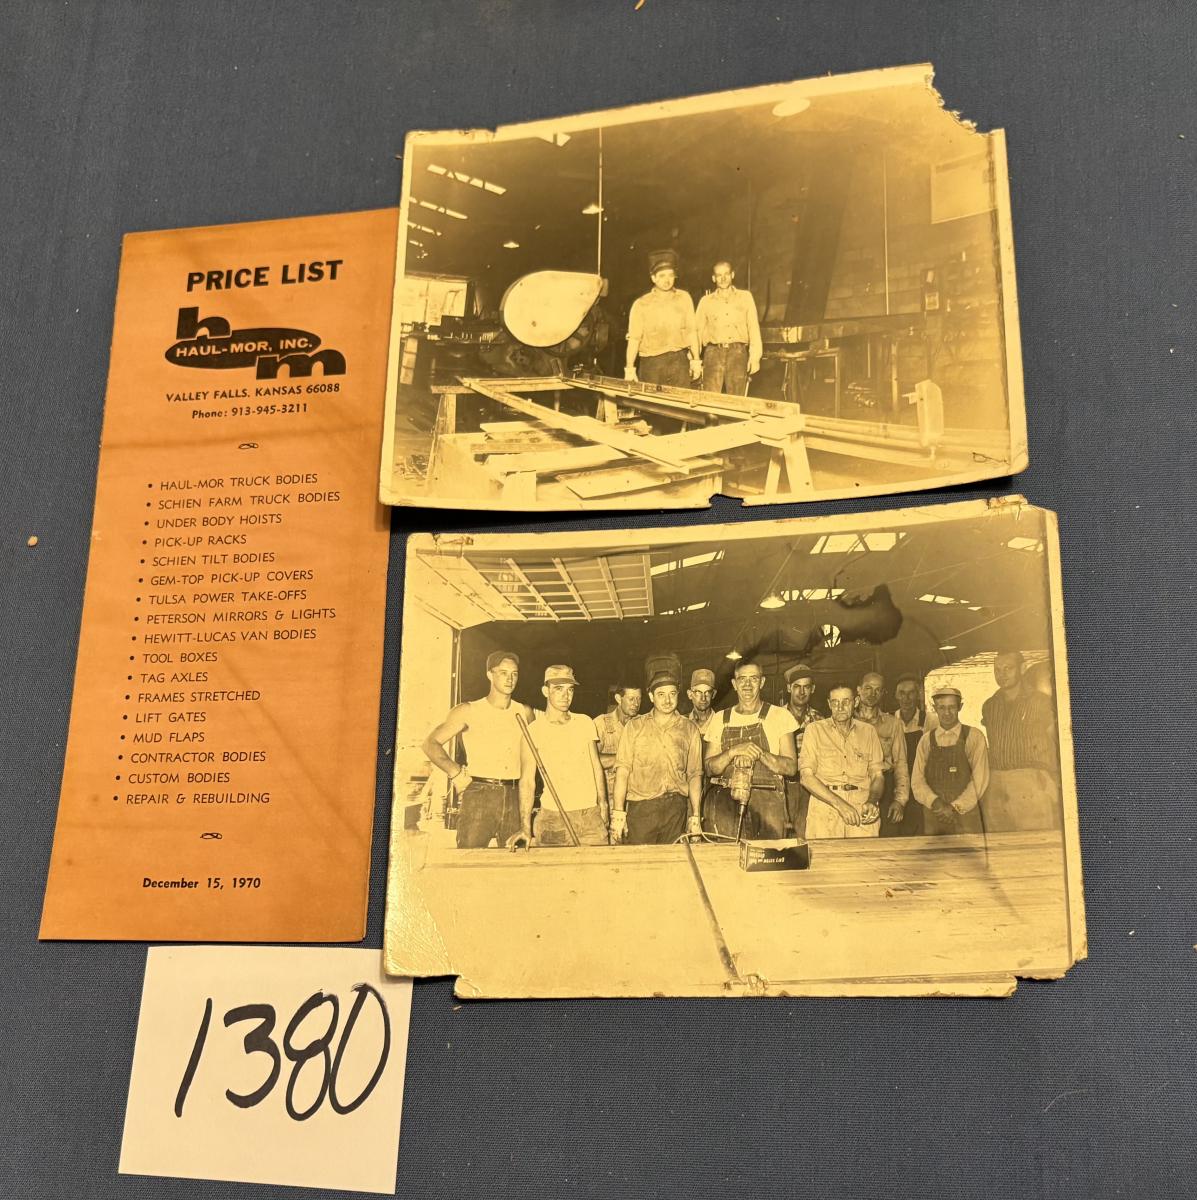 PRICE LIST
h
HAUL-MOR, INC.
m
VALLEY FALLS, KANSAS 66088
Phone: 913-945-3211
• HAUL-MOR TRUCK BODIES
• SCHIEN FARM TRUCK BODIES
• UNDER BODY HOISTS
• PICK-UP RACKS
• SCHIEN TILT BODIES
• GEM-TOP PICK-UP COVERS
• TULSA POWER TAKE-OFFS
• PETERSON MIRRORS & LIGHTS
• HEWITT-LUCAS VAN BODIES
• TOOL BOXES
• TAG AXLES
• FRAMES STRETCHED
• LIFT GATES
• MUD FLAPS
• CONTRACTOR BODIES
• CUSTOM BODIES
• REPAIR & REBUILDING
December 15, 1970
1380